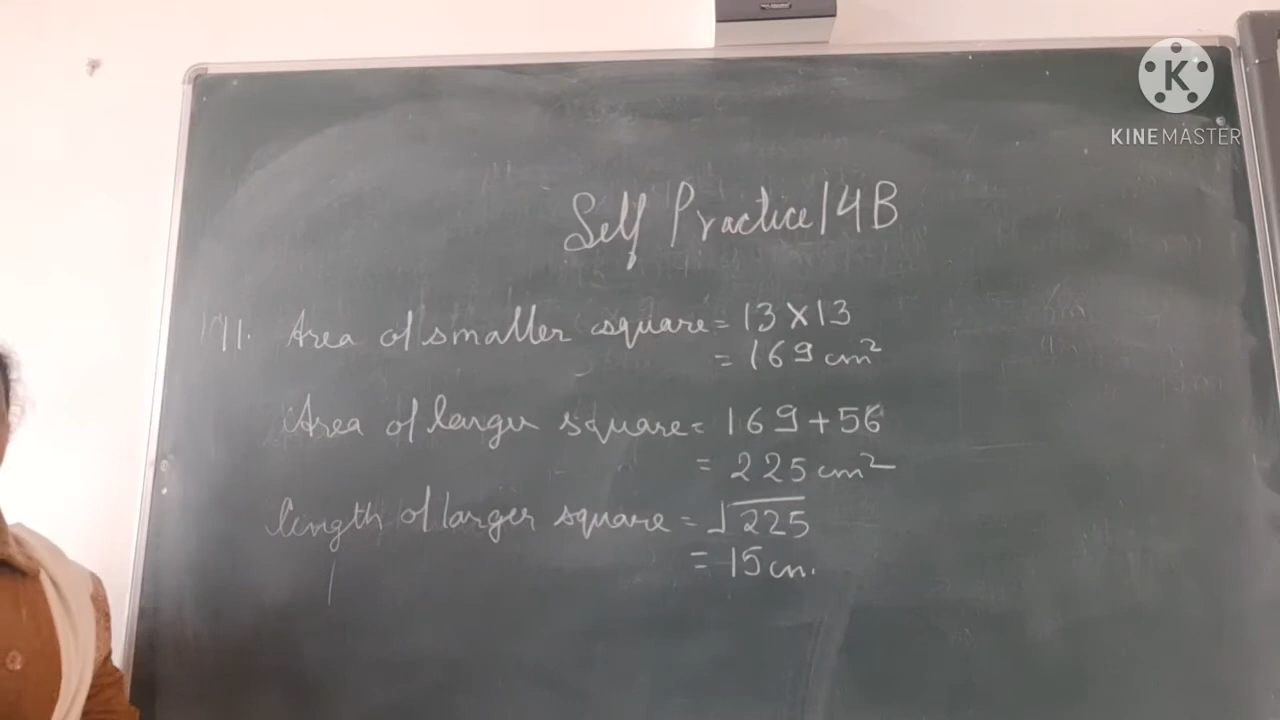 K
KINEMASTER
Self Practice/4B
11. Area of smaller square = 13 × 13
= 169 cm²
Area of larger square = 169 + 56
= 225 cm²
length of larger square = √225
= 15 cm.